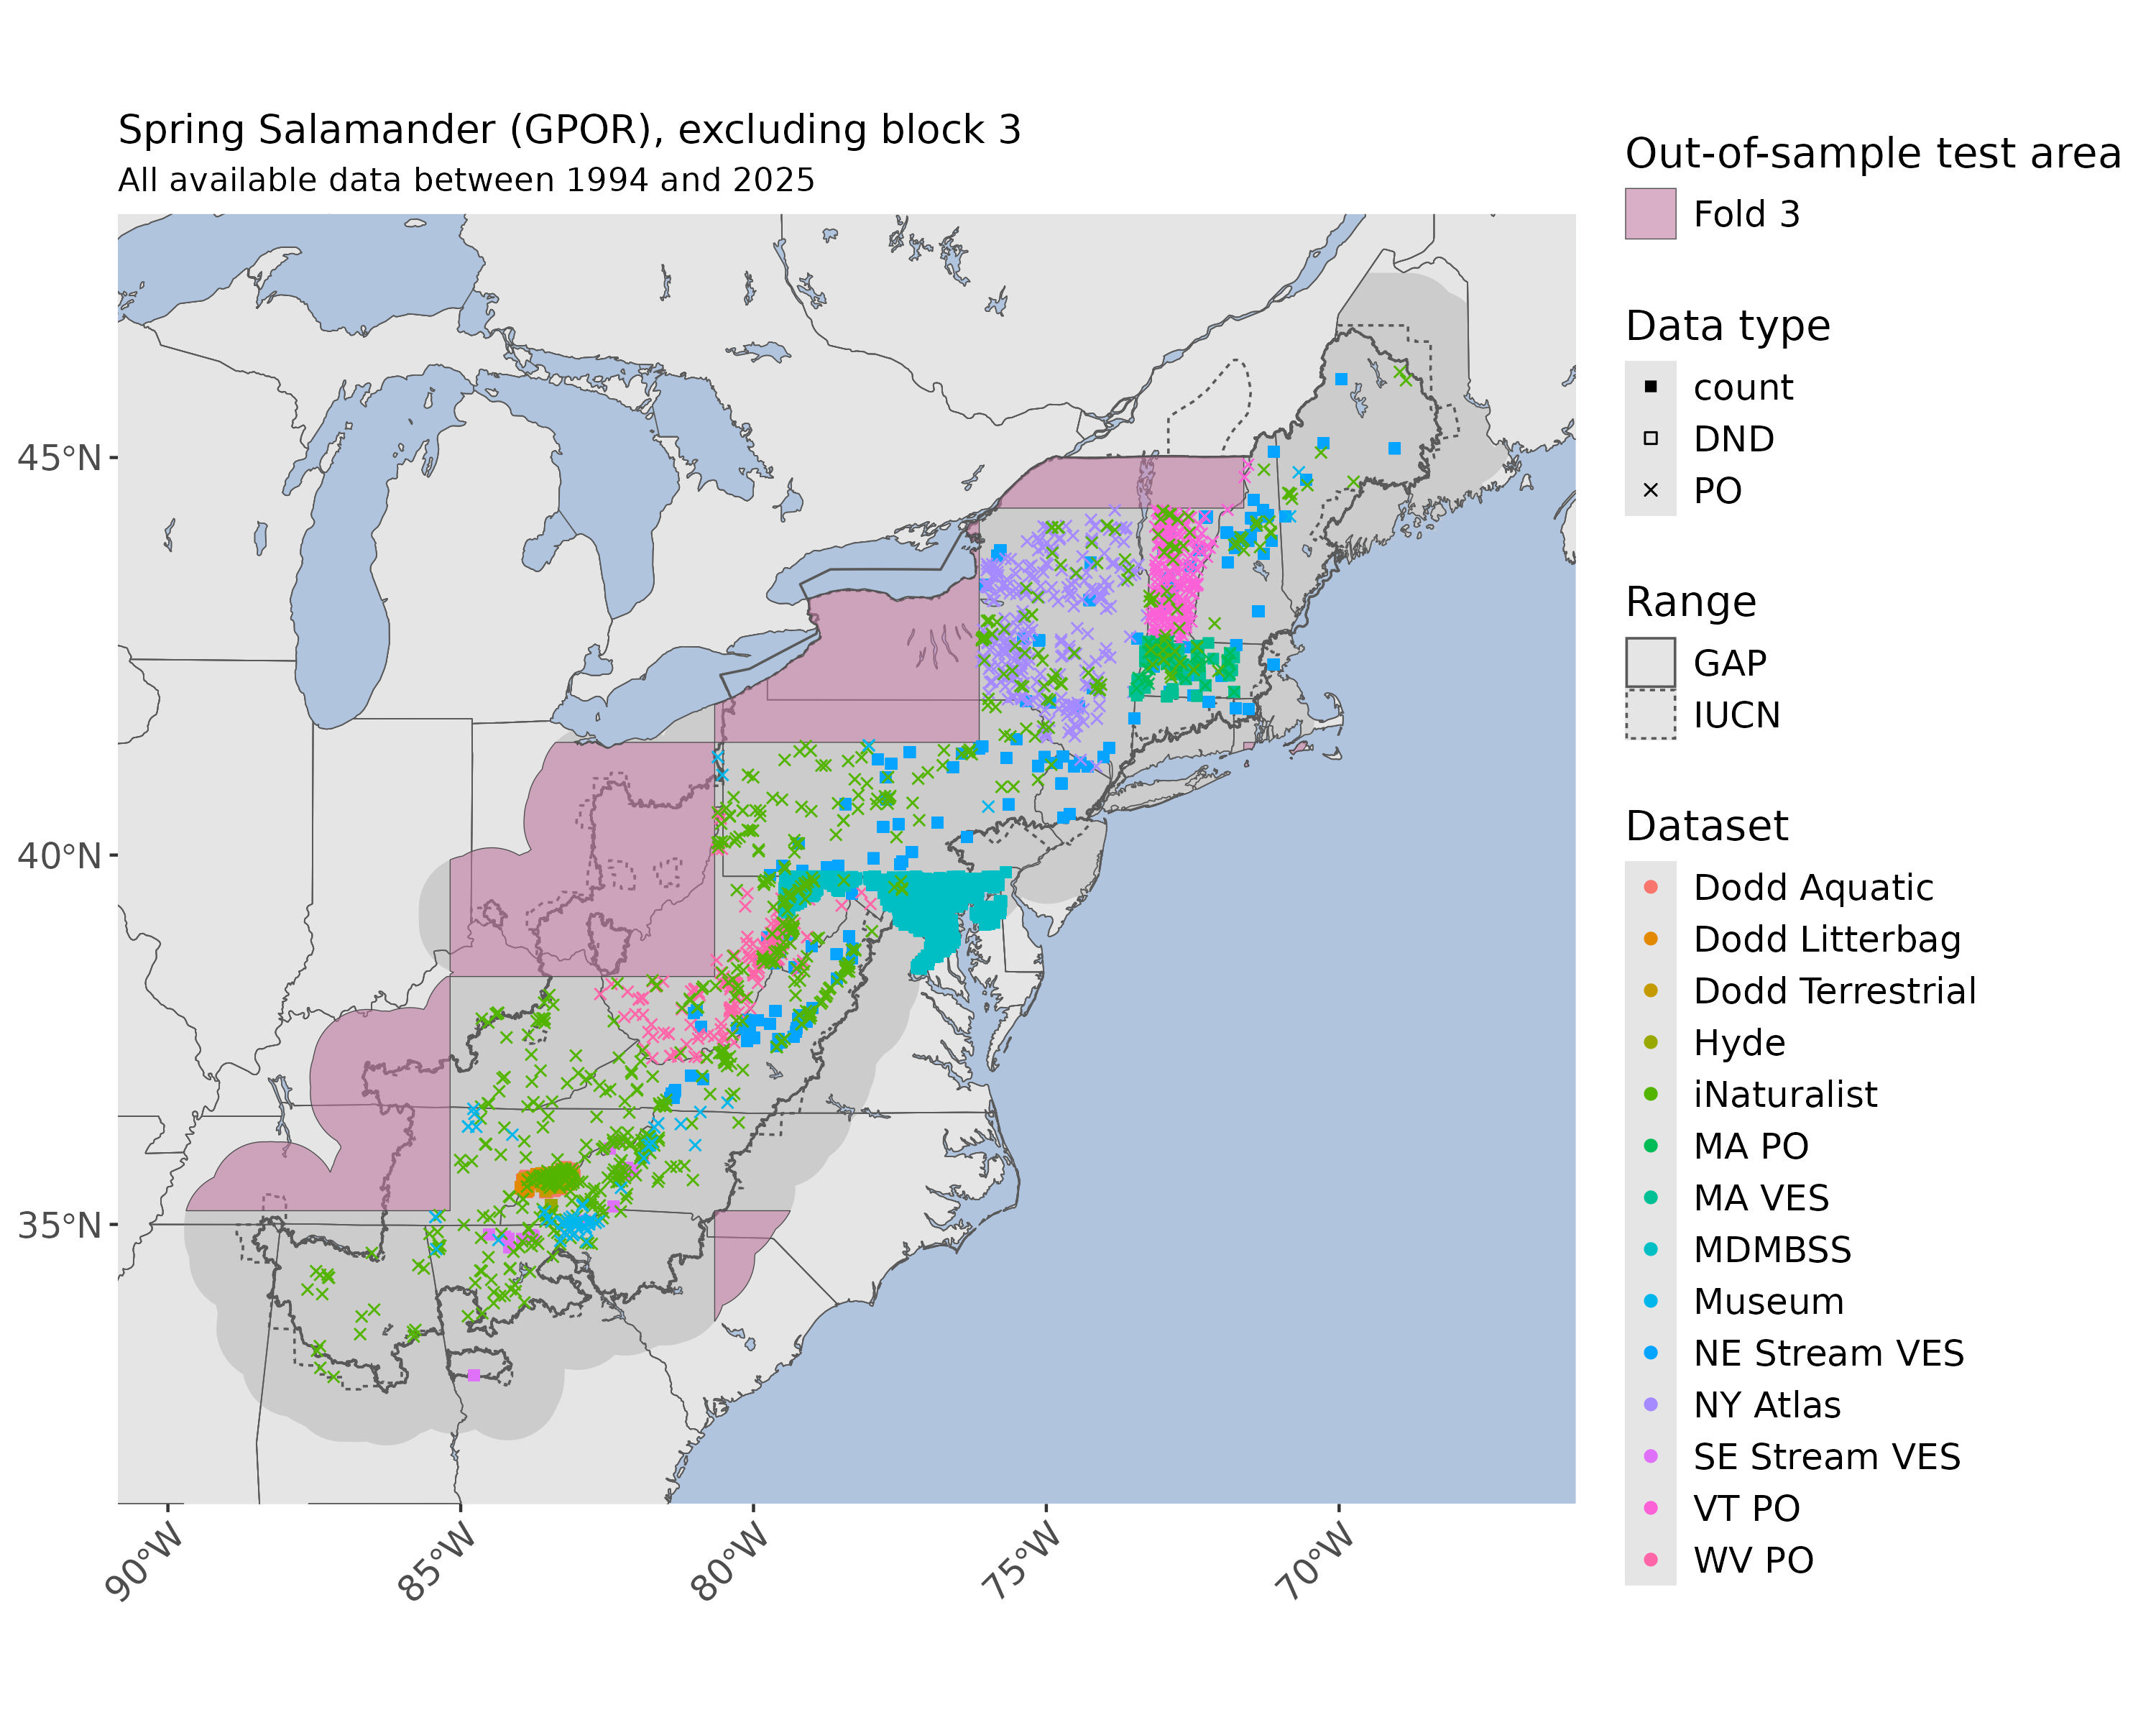 Spring Salamander (GPOR), excluding block 3
All available data between 1994 and 2025
45°N
40°N
35°N
90°W
85°W
80°W
75°W
70°W
Out-of-sample test area
Fold 3
Data type
count
DND
PO
Range
GAP
IUCN
Dataset
Dodd Aquatic
Dodd Litterbag
Dodd Terrestrial
Hyde
iNaturalist
MA PO
MA VES
MDMBSS
Museum
NE Stream VES
NY Atlas
SE Stream VES
VT PO
WV PO